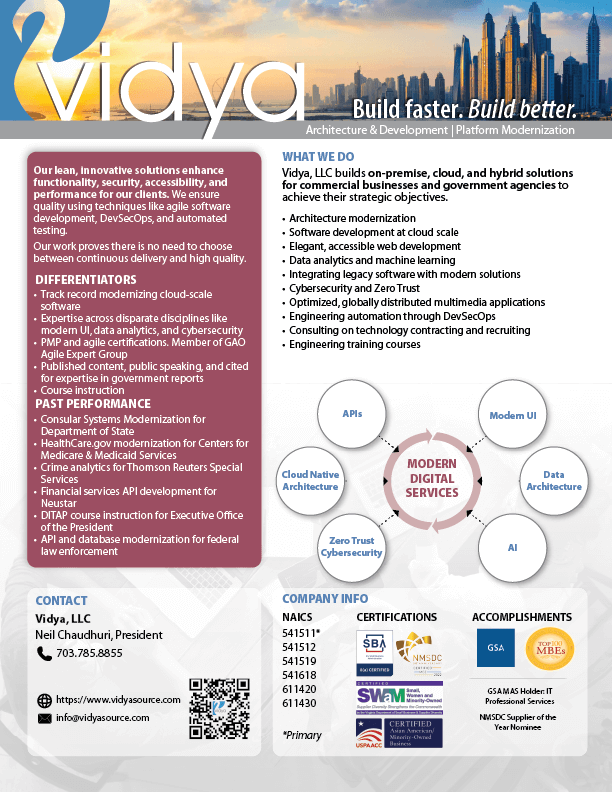 vidya
Build faster. Build better.
Architecture & Development | Platform Modernization
Our lean, innovative solutions enhance
functionality, security, accessibility, and
performance for our clients. We ensure
quality using techniques like agile software
development, DevSecOps, and automated
testing.
Our work proves there is no need to choose
between continuous delivery and high quality.
DIFFERENTIATORS
• Track record modernizing cloud-scale
software
• Expertise across disparate disciplines like
modern UI, data analytics, and cybersecurity
• PMP and agile certifications. Member of GAO
Agile Expert Group
• Published content, public speaking, and cited
for expertise in government reports
• Course instruction
PAST PERFORMANCE
• Consular Systems Modernization for
Department of State
• HealthCare.gov modernization for Centers for
Medicare & Medicaid Services
• Crime analytics for Thomson Reuters Special
Services
• Financial services API development for
Neustar
• DITAP course instruction for Executive Office
of the President
• API and database modernization for federal
law enforcement
WHAT WE DO
Vidya, LLC builds on-premise, cloud, and hybrid solutions
for commercial businesses and government agencies to
achieve their strategic objectives.
• Architecture modernization
• Software development at cloud scale
• Elegant, accessible web development
• Data analytics and machine learning
• Integrating legacy software with modern solutions
• Cybersecurity and Zero Trust
• Optimized, globally distributed multimedia applications
• Engineering automation through DevSecOps
• Consulting on technology contracting and recruiting
• Engineering training courses
APIs
Modern UI
Cloud Native
Architecture
MODERN
DIGITAL
SERVICES
Data
Architecture
Zero Trust
Cybersecurity
AI
CONTACT
Vidya, LLC
Neil Chaudhuri, President
703.785.8855
https://www.vidyasource.com
info@vidyasource.com
COMPANY INFO
NAICS
541511*
541512
541519
541618
611420
611430
*Primary
CERTIFICATIONS
SBA
8(a) CERTIFIED
NMSDC
CERTIFIED
SWaM
Small,
Women and
Minority-Owned
USPAACC
CERTIFIED
Asian American/
Minority-Owned
Business
ACCOMPLISHMENTS
GSA
TOP 100
MBEs
GSA MAS Holder: IT
Professional Services
NMSDC Supplier of the
Year Nominee